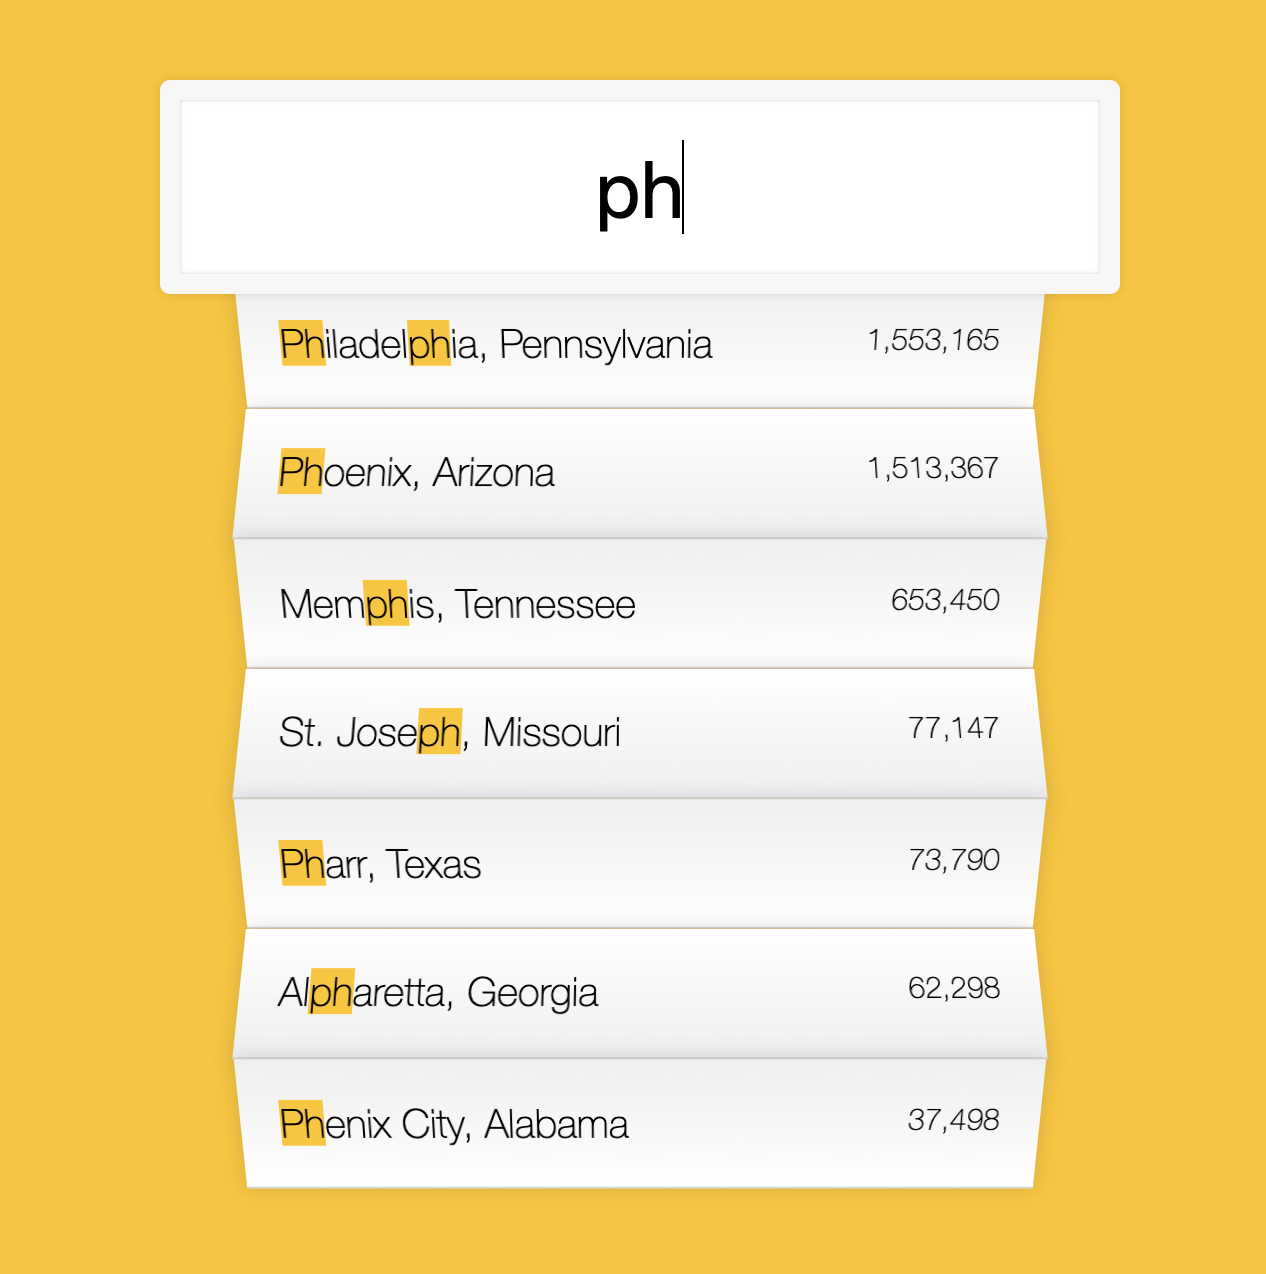 ph
Philadelphia, Pennsylvania 1,553,165
Phoenix, Arizona 1,513,367
Memphis, Tennessee 653,450
St. Joseph, Missouri 77,147
Pharr, Texas 73,790
Alpharetta, Georgia 62,298
Phenix City, Alabama 37,498